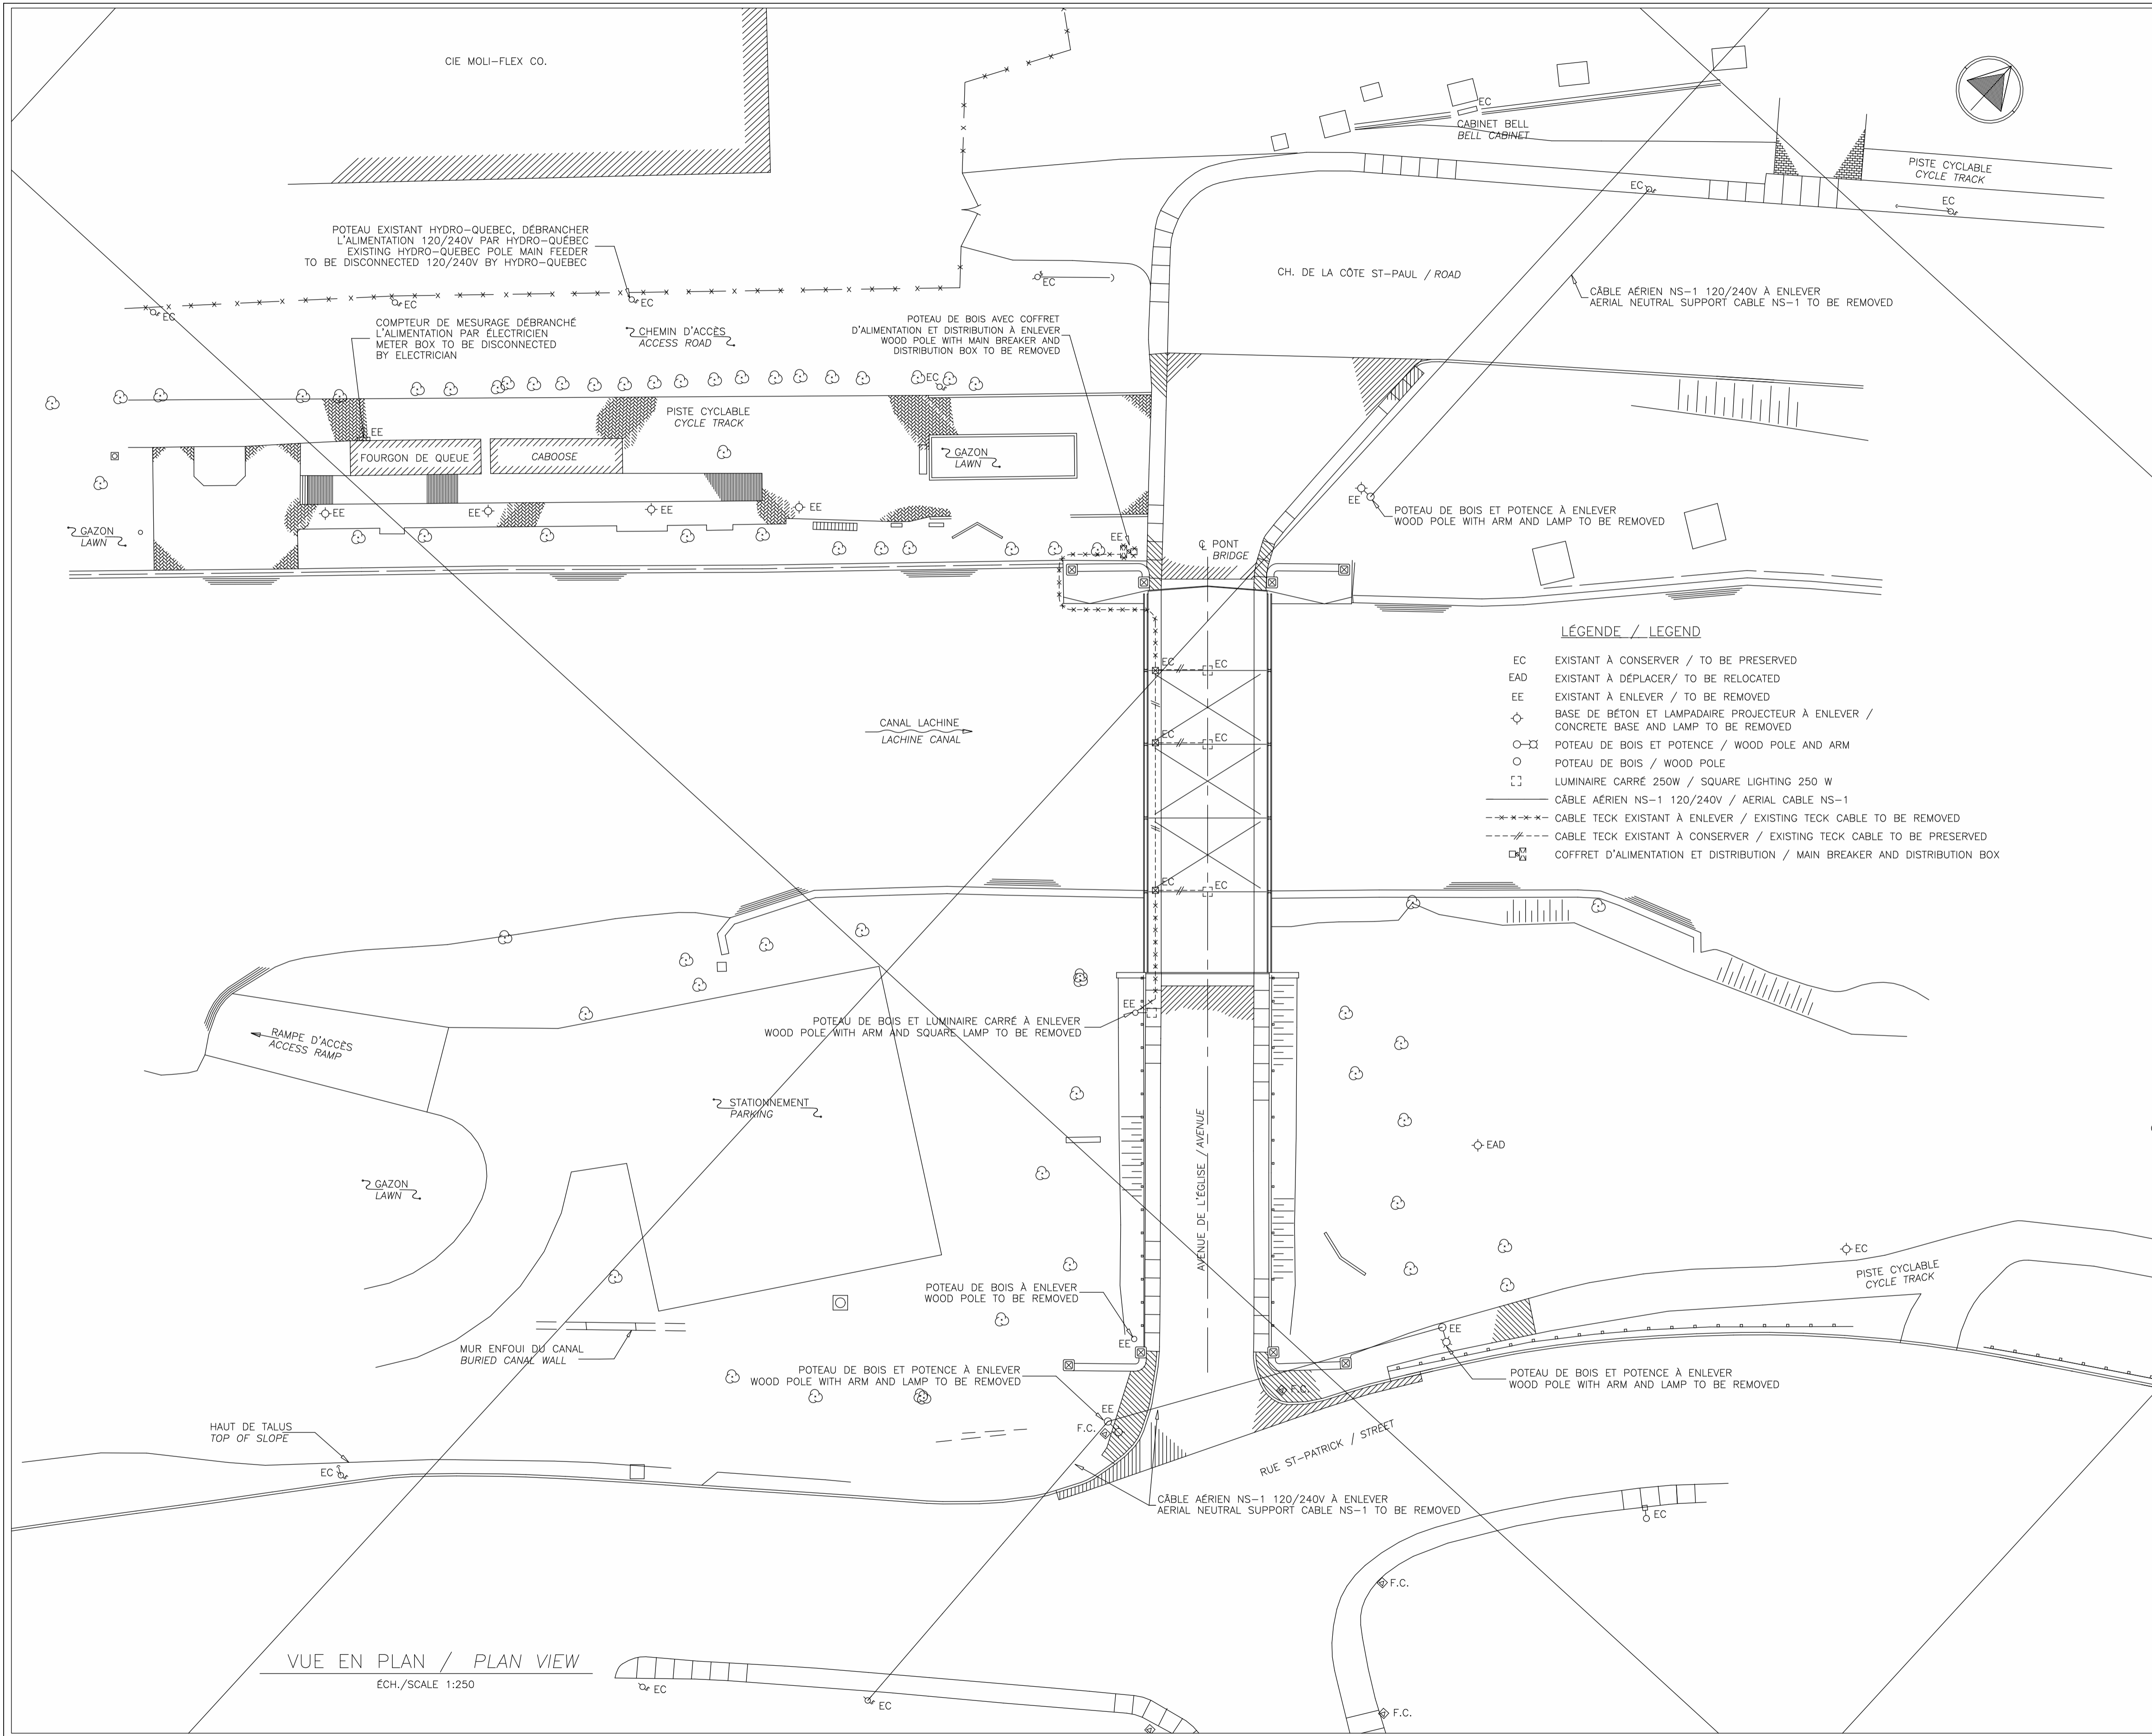 CIE MOLI-FLEX CO.
EC
CABINET BELL
BELL CABINET
PISTE CYCLABLE
CYCLE TRACK
EC
EC
POTEAU EXISTANT HYDRO-QUEBEC, DÉBRANCHER
L'ALIMENTATION 120/240V PAR HYDRO-QUÉBEC
EXISTING HYDRO-QUEBEC POLE MAIN FEEDER
TO BE DISCONNECTED 120/240V BY HYDRO-QUEBEC
EC
EC
EC
EC
CH. DE LA CÔTE ST-PAUL / ROAD
CÂBLE AÉRIEN NS-1 120/240V À ENLEVER
AERIAL NEUTRAL SUPPORT CABLE NS-1 TO BE REMOVED
COMPTEUR DE MESURAGE DÉBRANCHÉ
L'ALIMENTATION PAR ÉLECTRICIEN
METER BOX TO BE DISCONNECTED
BY ELECTRICIAN
CHEMIN D'ACCÈS
ACCESS ROAD
POTEAU DE BOIS AVEC COFFRET
D'ALIMENTATION ET DISTRIBUTION À ENLEVER
WOOD POLE WITH MAIN BREAKER AND
DISTRIBUTION BOX TO BE REMOVED
EC
PISTE CYCLABLE
CYCLE TRACK
EE
FOURGON DE QUEUE
CABOOSE
GAZON
LAWN
EE
EE
EE
EE
EE
POTEAU DE BOIS ET POTENCE À ENLEVER
WOOD POLE WITH ARM AND LAMP TO BE REMOVED
GAZON
LAWN
EE
℄ PONT
BRIDGE
LÉGENDE / LEGEND
EC EXISTANT À CONSERVER / TO BE PRESERVED
EAD EXISTANT À DÉPLACER/ TO BE RELOCATED
EE EXISTANT À ENLEVER / TO BE REMOVED
BASE DE BÉTON ET LAMPADAIRE PROJECTEUR À ENLEVER /
CONCRETE BASE AND LAMP TO BE REMOVED
POTEAU DE BOIS ET POTENCE / WOOD POLE AND ARM
POTEAU DE BOIS / WOOD POLE
LUMINAIRE CARRÉ 250W / SQUARE LIGHTING 250 W
CÂBLE AÉRIEN NS-1 120/240V / AERIAL CABLE NS-1
CABLE TECK EXISTANT À ENLEVER / EXISTING TECK CABLE TO BE REMOVED
CABLE TECK EXISTANT À CONSERVER / EXISTING TECK CABLE TO BE PRESERVED
COFFRET D'ALIMENTATION ET DISTRIBUTION / MAIN BREAKER AND DISTRIBUTION BOX
EC EC
CANAL LACHINE
LACHINE CANAL
EC EC
EC EC
EE
POTEAU DE BOIS ET LUMINAIRE CARRÉ À ENLEVER
WOOD POLE WITH ARM AND SQUARE LAMP TO BE REMOVED
RAMPE D'ACCÈS
ACCESS RAMP
STATIONNEMENT
PARKING
AVENUE DE L'ÉGLISE / AVENUE
EAD
GAZON
LAWN
EC
PISTE CYCLABLE
CYCLE TRACK
POTEAU DE BOIS À ENLEVER
WOOD POLE TO BE REMOVED
EE
EE
MUR ENFOUI DU CANAL
BURIED CANAL WALL
POTEAU DE BOIS ET POTENCE À ENLEVER
WOOD POLE WITH ARM AND LAMP TO BE REMOVED
POTEAU DE BOIS ET POTENCE À ENLEVER
WOOD POLE WITH ARM AND LAMP TO BE REMOVED
F.C.
EE
F.C.
HAUT DE TALUS
TOP OF SLOPE
EC
RUE ST-PATRICK / STREET
CÂBLE AÉRIEN NS-1 120/240V À ENLEVER
AERIAL NEUTRAL SUPPORT CABLE NS-1 TO BE REMOVED
EC
F.C.
VUE EN PLAN / PLAN VIEW
ÉCH./SCALE 1:250
EC
EC
F.C.